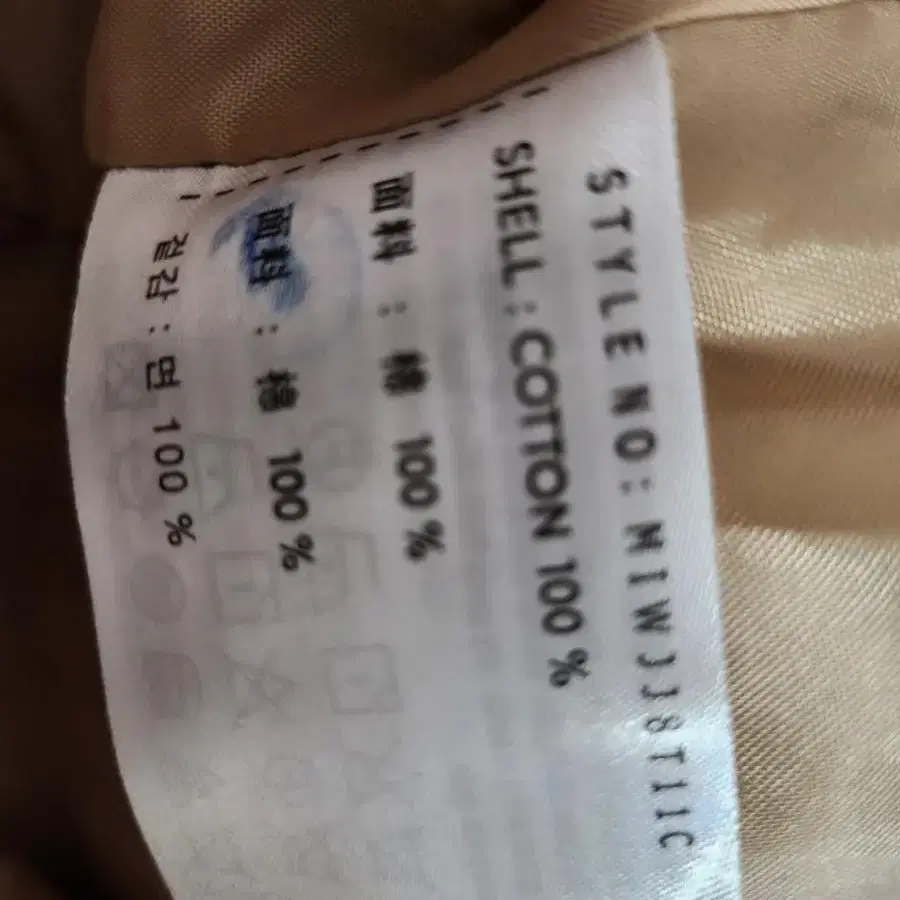 STYLE NO: MIWJJ8T11C
SHELL : COTTON 100 %
面料 : 棉 100 %
面料 : 棉 100 %
겉감 : 면 100 %